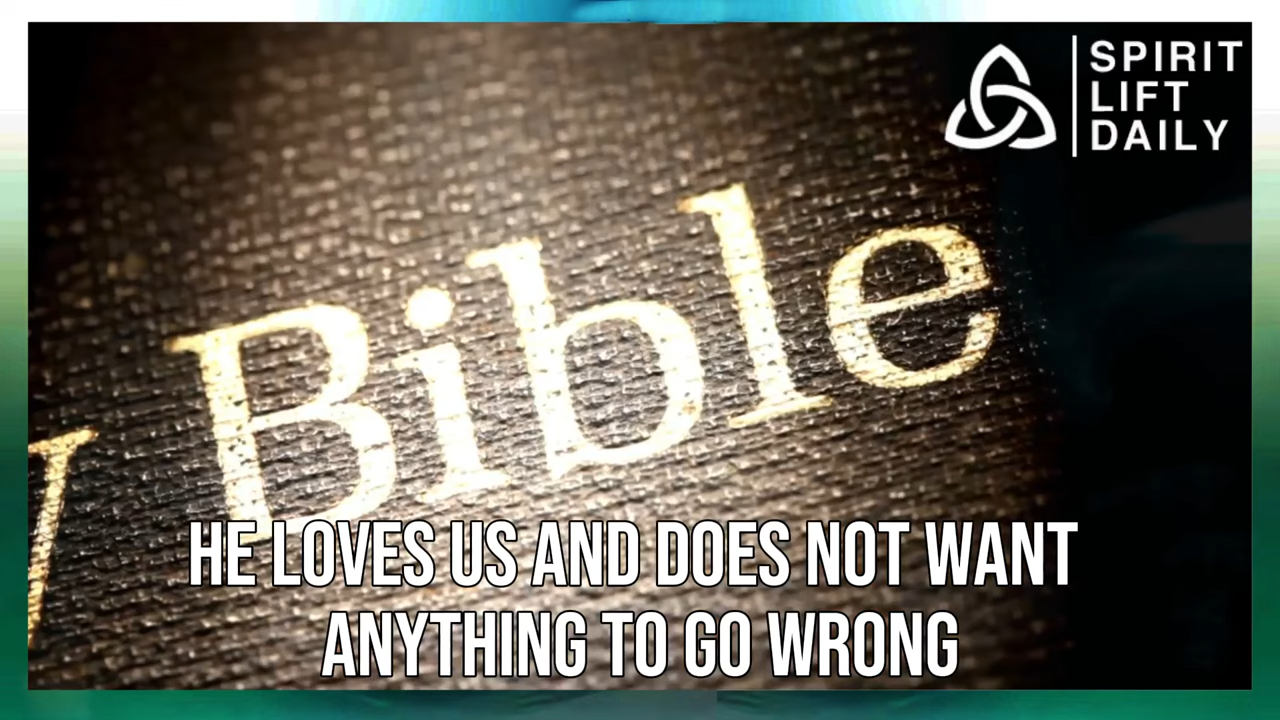 SPIRIT
LIFT
DAILY
Bible
HE LOVES US AND DOES NOT WANT
ANYTHING TO GO WRONG